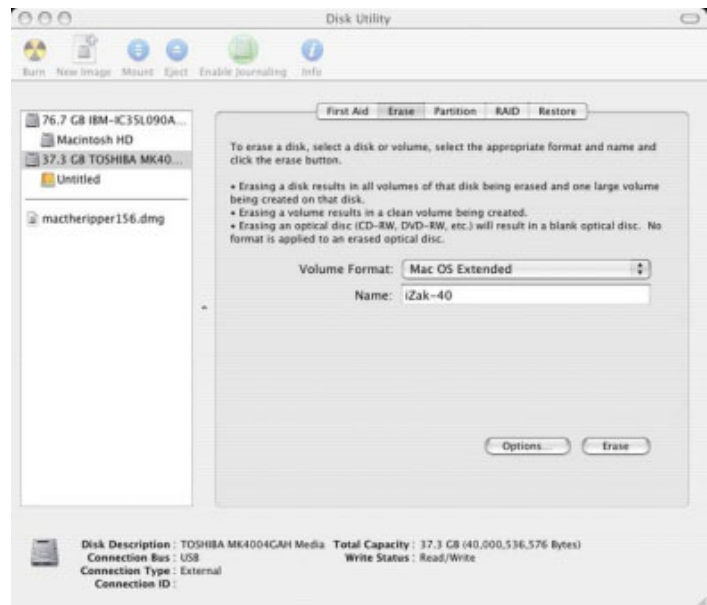 Disk Utility
Burn New Image Mount Eject Enable Journaling Info
76.7 GB IBM-IC35L090A...
Macintosh HD
37.3 GB TOSHIBA MK40...
Untitled
mactheripper156.dmg
First Aid Erase Partition RAID Restore
To erase a disk, select a disk or volume, select the appropriate format and name and
click the erase button.
• Erasing a disk results in all volumes of that disk being erased and one large volume
being created on that disk.
• Erasing a volume results in a clean volume being created.
• Erasing an optical disc (CD-RW, DVD-RW, etc.) will result in a blank optical disc. No
format is applied to an erased optical disc.
Volume Format: Mac OS Extended
Name: iZak-40
Options... Erase
Disk Description : TOSHIBA MK4004GAH Media Total Capacity : 37.3 GB (40,000,536,576 Bytes)
Connection Bus : USB Write Status : Read/Write
Connection Type : External
Connection ID :